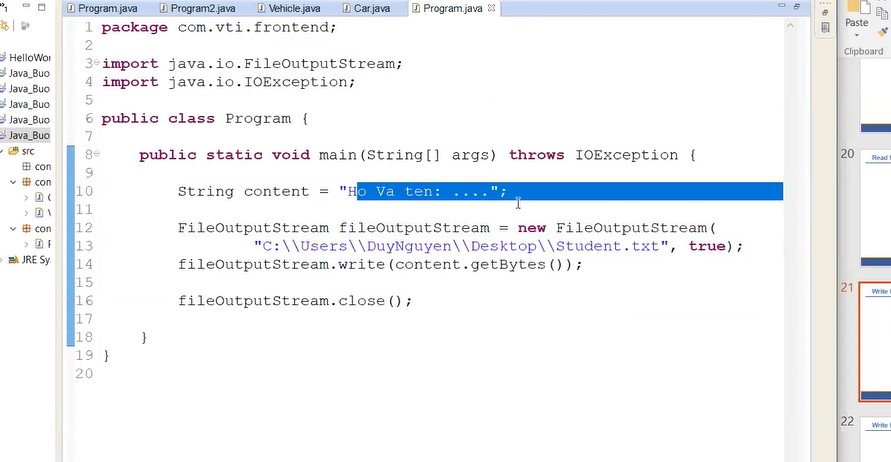 Program.java
Program2.java
Vehicle.java
Car.java
Program.java
HelloWor
Java_Buo
Java_Buo
Java_Buo
Java_Buo
Java_Buo
src
con
com
con
JRE Sy
1 package com.vti.frontend;
2
3 import java.io.FileOutputStream;
4 import java.io.IOException;
5
6 public class Program {
7
8 public static void main(String[] args) throws IOException {
9
10 String content = "Ho Va ten: ....";
11
12 FileOutputStream fileOutputStream = new FileOutputStream(
13 "C:\\Users\\DuyNguyen\\Desktop\\Student.txt", true);
14 fileOutputStream.write(content.getBytes());
15
16 fileOutputStream.close();
17
18 }
19 }
20
Paste
Clipboard
20
Read f
21
Write
22
Write